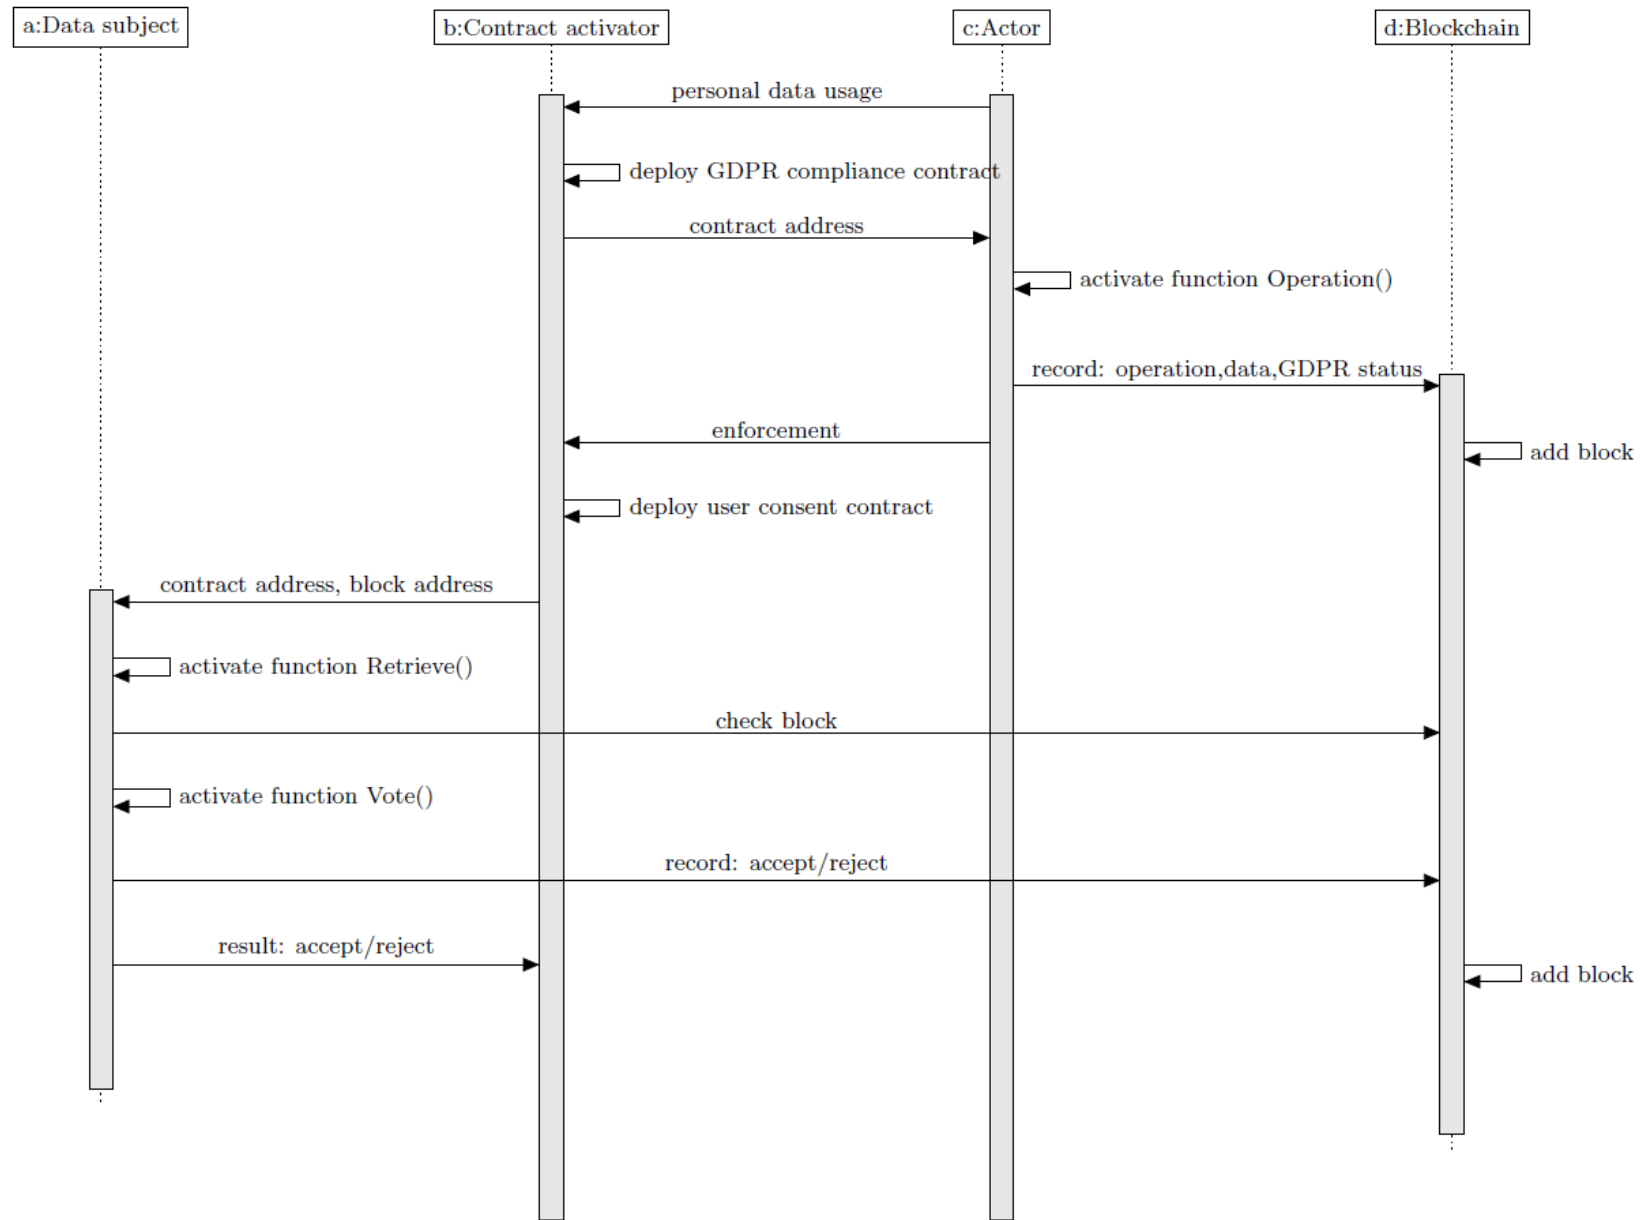 a:Data subject
b:Contract activator
c:Actor
d:Blockchain
personal data usage
deploy GDPR compliance contract
contract address
activate function Operation()
record: operation,data,GDPR status
enforcement
add block
deploy user consent contract
contract address, block address
activate function Retrieve()
check block
activate function Vote()
record: accept/reject
result: accept/reject
add block